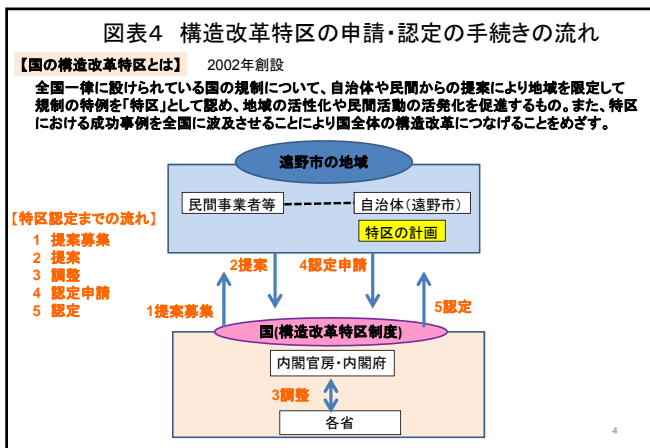 図表4 構造改革特区の申請・認定の手続きの流れ
【国の構造改革特区とは】 2002年創設
全国一律に設けられている国の規制について、自治体や民間からの提案により地域を限定して
規制の特例を「特区」として認め、地域の活性化や民間活動の活発化を促進するもの。また、特区
における成功事例を全国に波及させることにより国全体の構造改革につなげることをめざす。
遠野市の地域
民間事業者等
自治体(遠野市)
特区の計画
【特区認定までの流れ】
1 提案募集
2 提案
3 調整
4 認定申請
5 認定
2提案
4認定申請
1提案募集
5認定
国(構造改革特区制度)
内閣官房・内閣府
3調整
各省
4